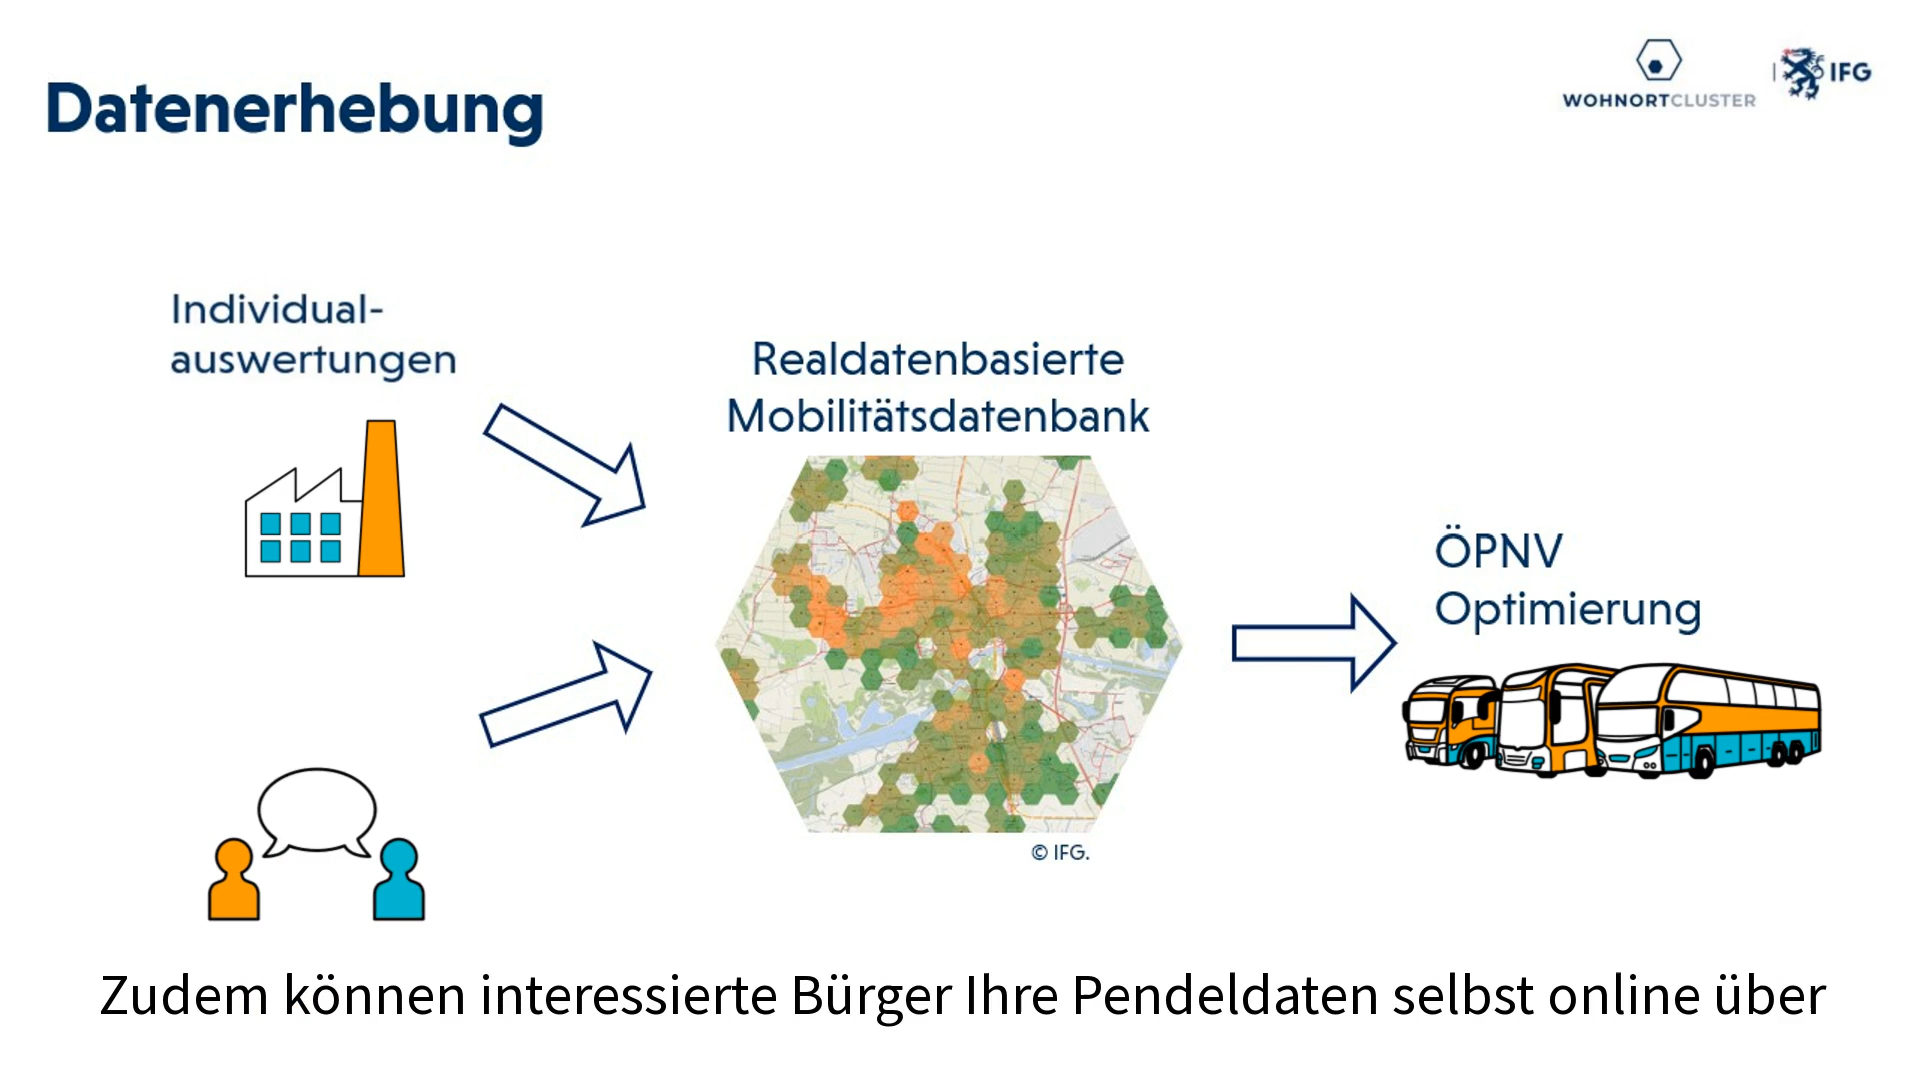 Datenerhebung
WOHNORTCLUSTER
IFG
Individual-
auswertungen
Realdatenbasierte
Mobilitätsdatenbank
© IFG.
ÖPNV
Optimierung
Zudem können interessierte Bürger Ihre Pendeldaten selbst online über